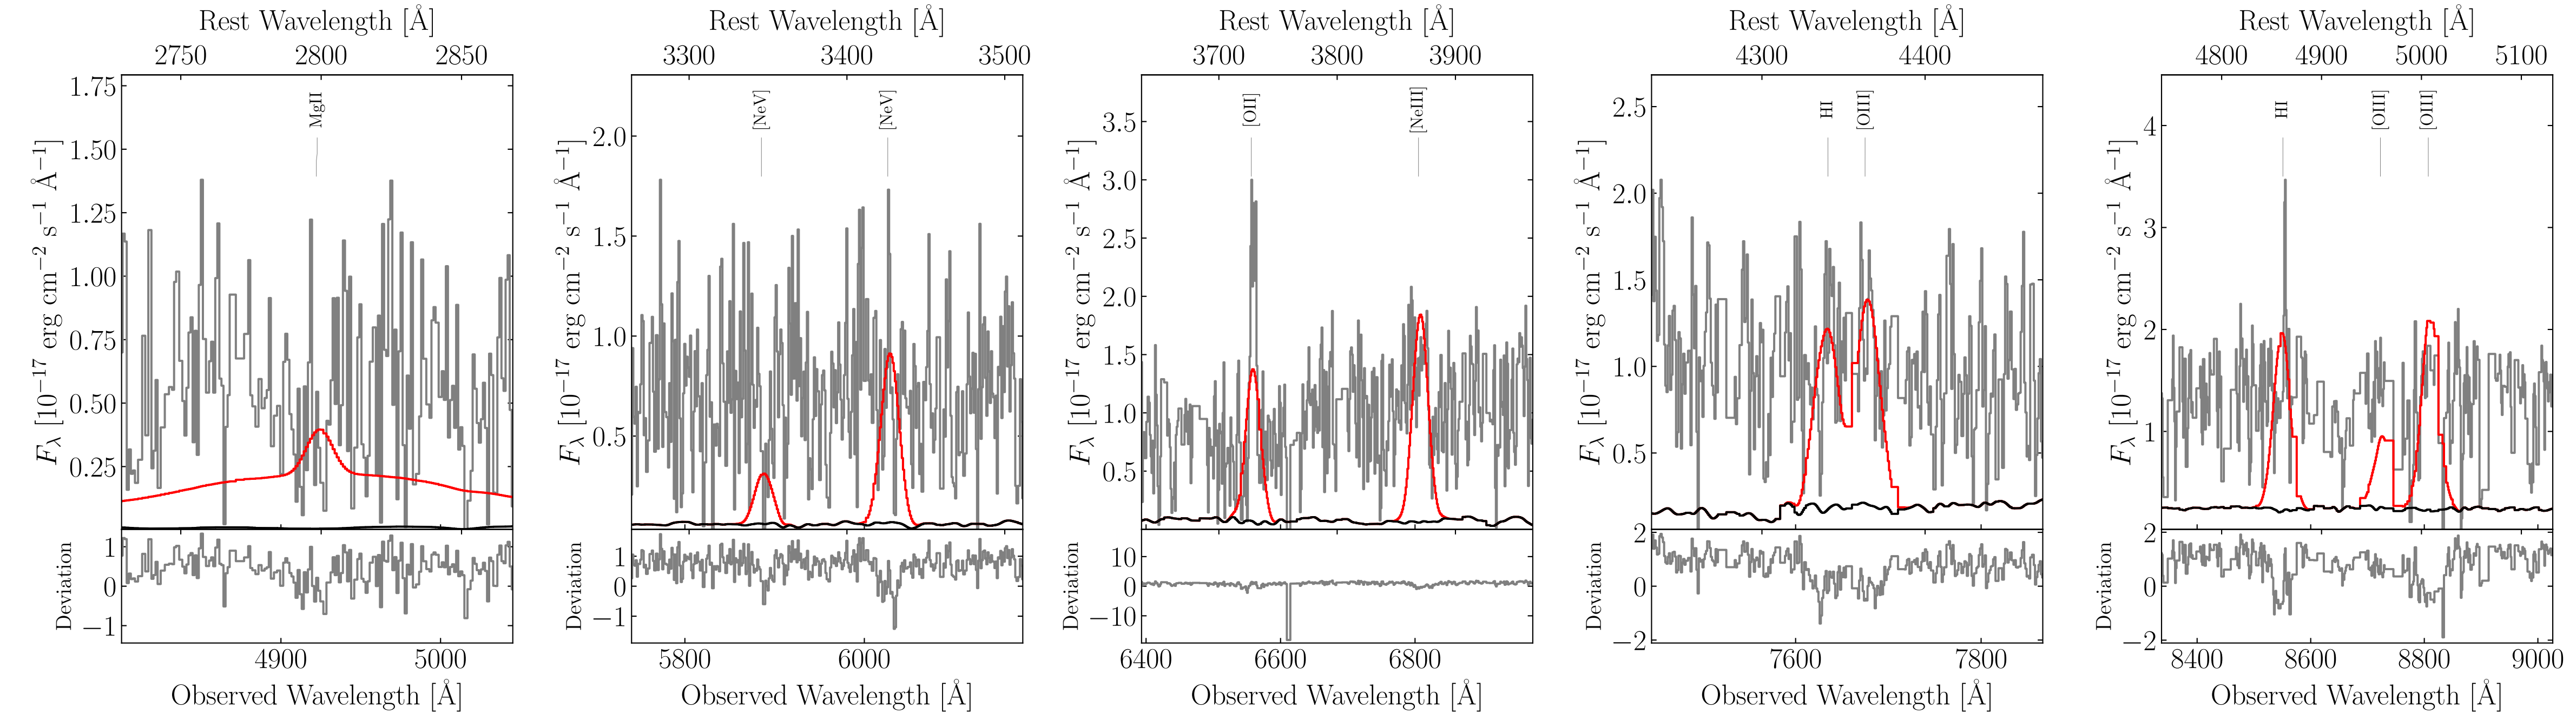 Rest Wavelength [Å]
2750 2800 2850
MgII
F_λ [10⁻¹⁷ erg cm⁻² s⁻¹ Å⁻¹]
1.75
1.50
1.25
1.00
0.75
0.50
0.25
Deviation
1
0
−1
4900 5000
Observed Wavelength [Å]
Rest Wavelength [Å]
3300 3400 3500
[NeV] [NeV]
F_λ [10⁻¹⁷ erg cm⁻² s⁻¹ Å⁻¹]
2.0
1.5
1.0
0.5
Deviation
1
0
−1
5800 6000
Observed Wavelength [Å]
Rest Wavelength [Å]
3700 3800 3900
[OII] [NeIII]
F_λ [10⁻¹⁷ erg cm⁻² s⁻¹ Å⁻¹]
3.5
3.0
2.5
2.0
1.5
1.0
0.5
Deviation
10
0
−10
6400 6600 6800
Observed Wavelength [Å]
Rest Wavelength [Å]
4300 4400
HI [OIII]
F_λ [10⁻¹⁷ erg cm⁻² s⁻¹ Å⁻¹]
2.5
2.0
1.5
1.0
0.5
Deviation
2
0
−2
7600 7800
Observed Wavelength [Å]
Rest Wavelength [Å]
4800 4900 5000 5100
HI [OIII] [OIII]
F_λ [10⁻¹⁷ erg cm⁻² s⁻¹ Å⁻¹]
4
3
2
1
Deviation
2
0
−2
8400 8600 8800 9000
Observed Wavelength [Å]